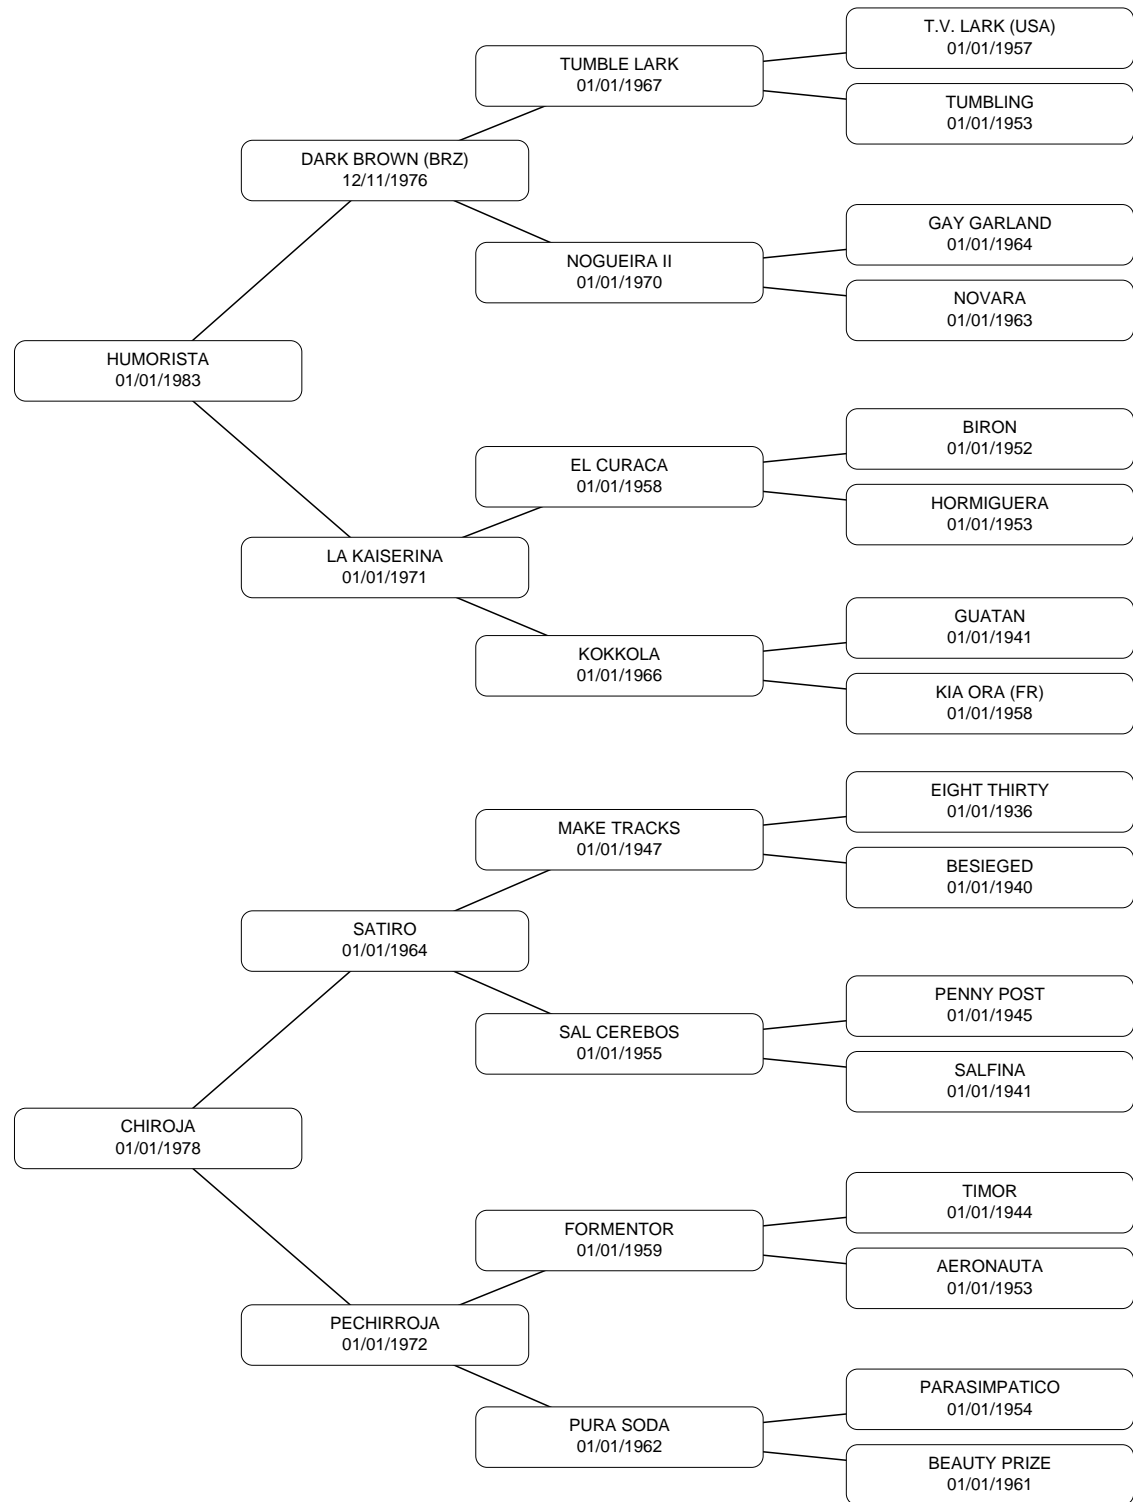 T.V. LARK (USA)
01/01/1957
TUMBLE LARK
01/01/1967
TUMBLING
01/01/1953
DARK BROWN (BRZ)
12/11/1976
GAY GARLAND
01/01/1964
NOGUEIRA II
01/01/1970
NOVARA
01/01/1963
HUMORISTA
01/01/1983
BIRON
01/01/1952
EL CURACA
01/01/1958
HORMIGUERA
01/01/1953
LA KAISERINA
01/01/1971
GUATAN
01/01/1941
KOKKOLA
01/01/1966
KIA ORA (FR)
01/01/1958
EIGHT THIRTY
01/01/1936
MAKE TRACKS
01/01/1947
BESIEGED
01/01/1940
SATIRO
01/01/1964
PENNY POST
01/01/1945
SAL CEREBOS
01/01/1955
SALFINA
01/01/1941
CHIROJA
01/01/1978
TIMOR
01/01/1944
FORMENTOR
01/01/1959
AERONAUTA
01/01/1953
PECHIRROJA
01/01/1972
PARASIMPATICO
01/01/1954
PURA SODA
01/01/1962
BEAUTY PRIZE
01/01/1961